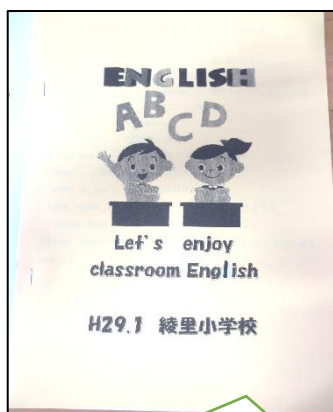 ENGLISH
ABCD
Let's enjoy
classroom English
H29.1 綾里小学校